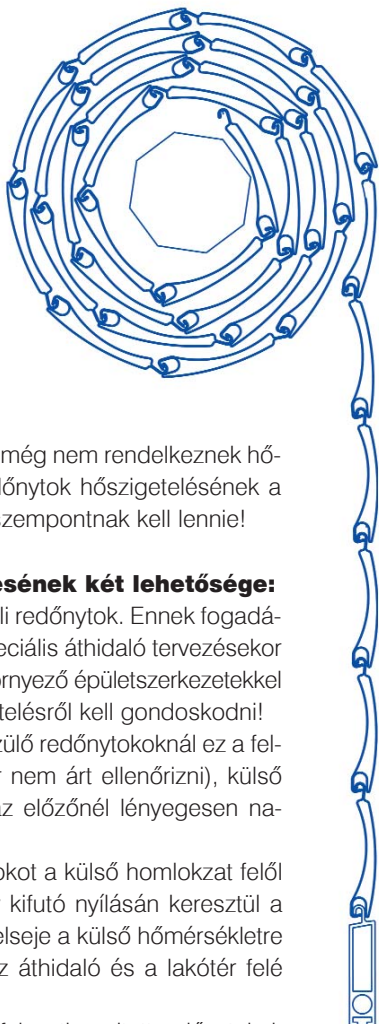 még nem rendelkeznek hő-
lőnytok hőszigetelésének a
szempontnak kell lennie!
ésének két lehetősége:
li redőnytok. Ennek fogadá-
eciális áthidaló tervezésekor
rnyező épületszerkezetekkel
telésről kell gondoskodni!
zülő redőnytokoknál ez a fel-
r nem árt ellenőrizni), külső
az előzőnél lényegesen na-
okot a külső homlokzat felől
kifutó nyílásán keresztül a
elseje a külső hőmérsékletre
z áthidaló és a lakótér felé